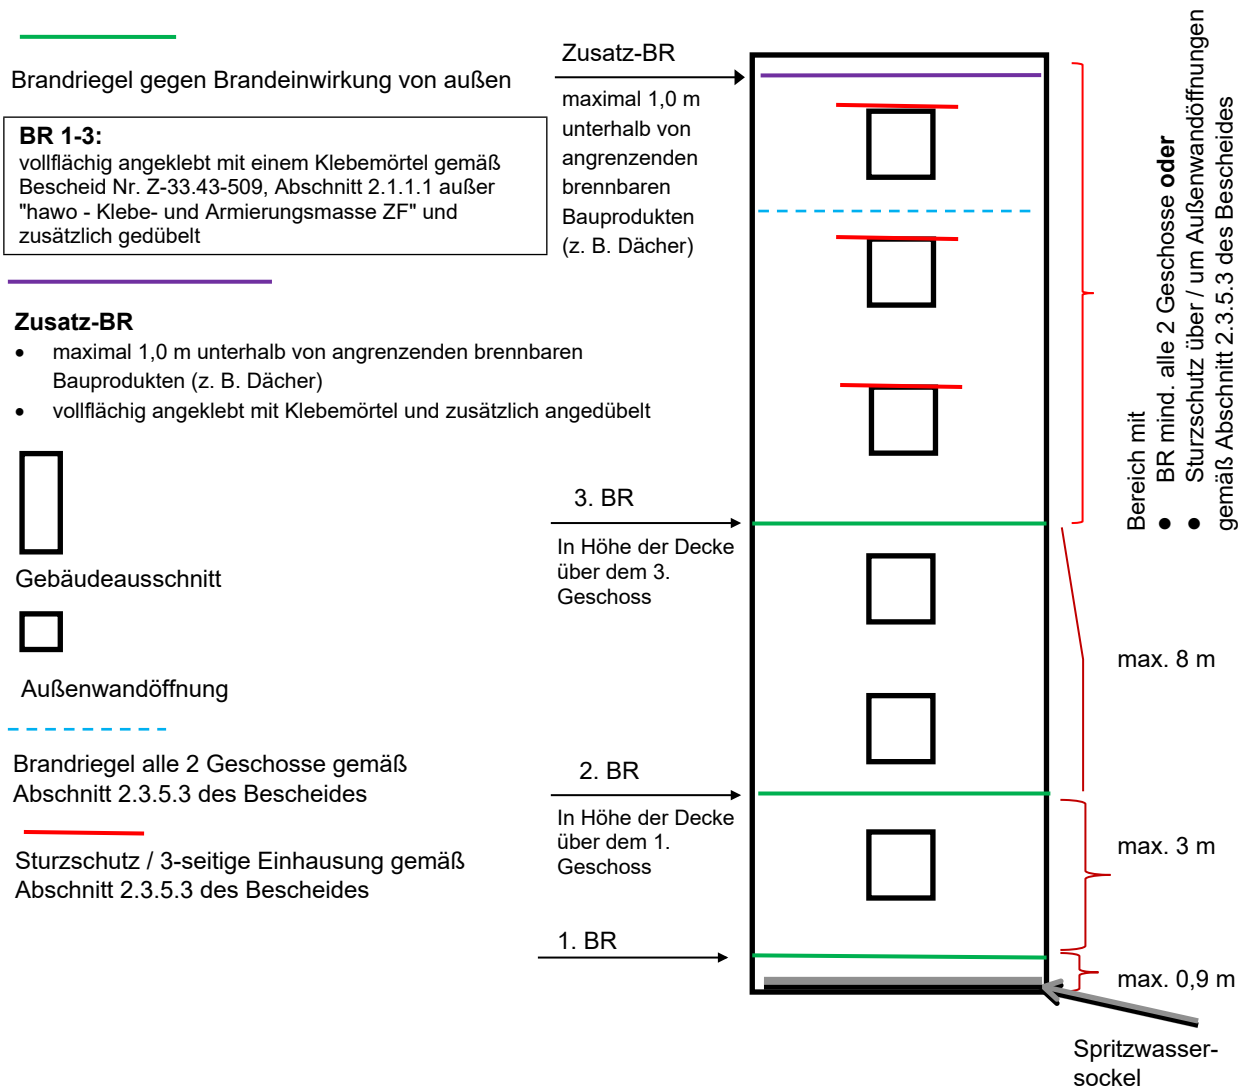 Brandriegel gegen Brandeinwirkung von außen
BR 1-3:
vollflächig angeklebt mit einem Klebemörtel gemäß
Bescheid Nr. Z-33.43-509, Abschnitt 2.1.1.1 außer
"hawo - Klebe- und Armierungsmasse ZF" und
zusätzlich gedübelt
Zusatz-BR
• maximal 1,0 m unterhalb von angrenzenden brennbaren
Bauprodukten (z. B. Dächer)
• vollflächig angeklebt mit Klebemörtel und zusätzlich angedübelt
Gebäudeausschnitt
Außenwandöffnung
Brandriegel alle 2 Geschosse gemäß
Abschnitt 2.3.5.3 des Bescheides
Sturzschutz / 3-seitige Einhausung gemäß
Abschnitt 2.3.5.3 des Bescheides
Zusatz-BR
maximal 1,0 m
unterhalb von
angrenzenden
brennbaren
Bauprodukten
(z. B. Dächer)
3. BR
In Höhe der Decke
über dem 3.
Geschoss
2. BR
In Höhe der Decke
über dem 1.
Geschoss
1. BR
Bereich mit
● BR mind. alle 2 Geschosse oder
● Sturzschutz über / um Außenwandöffnungen
gemäß Abschnitt 2.3.5.3 des Bescheides
max. 8 m
max. 3 m
max. 0,9 m
Spritzwasser-
sockel